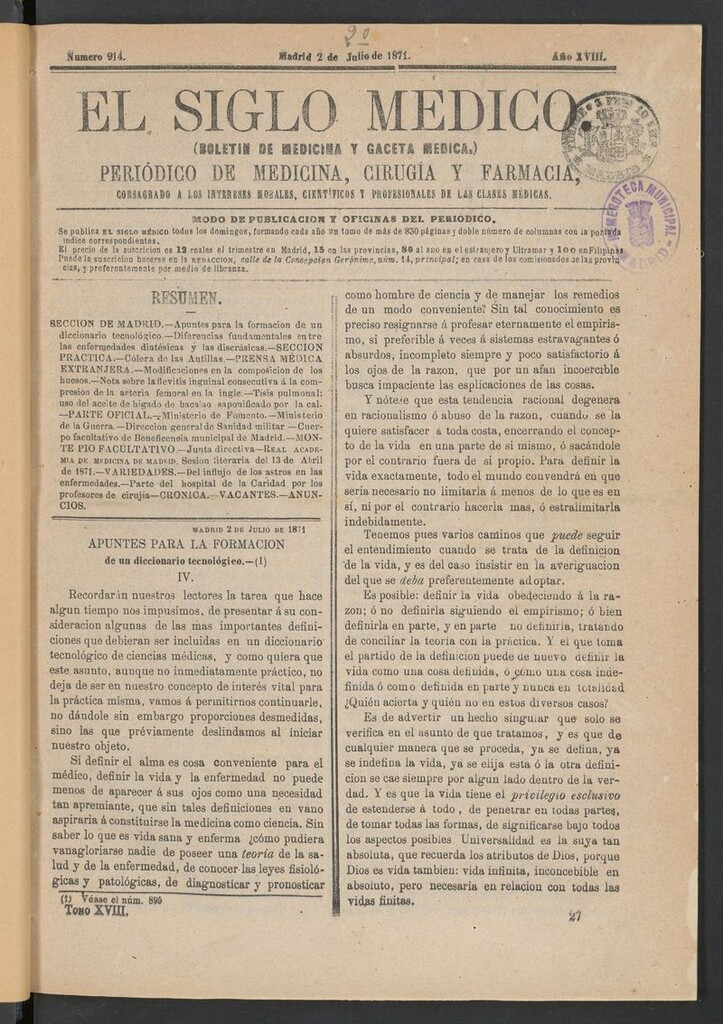 2º
Numero 914.
Madrid 2 de Julio de 1871.
Año XVIII.
EL SIGLO MEDICO
(BOLETIN DE MEDICINA Y GACETA MEDICA.)
PERIÓDICO DE MEDICINA, CIRUGÍA Y FARMACIA,
CONSAGRADO A LOS INTERESES MORALES, CIENTÍFICOS Y PROFESIONALES DE LAS CLASES MÉDICAS.
MADRID
HEMEROTECA MUNICIPAL
MADRID
MODO DE PUBLICACION Y OFICINAS DEL PERIODICO.
Se publica EL SIGLO MÉDICO todos los domingos, formando cada año un tomo de más de 830 páginas y doble número de columnas con la portada
índice correspondientes.
El precio de la suscricion es 12 reales el trimestre en Madrid, 15 en las provincias, 80 al ano en el estranjero y Ultramar y 100 en Filipinas
Puede la suscricion hacerse en la REDACCION, calle de la Concepcion Gerónima, núm. 14, principal; en casa de los comisionados de las provin
cias, y preferentemente por medio de libranza.
RESUMEN.
SECCION DE MADRID.—Apuntes para la formacion de un
diccionario tecnológico.—Diferencias fundamentales entre
las enfermedades diatésicas y las discrásicas.—SECCION
PRACTICA.—Colera de las Antillas.—PRENSA MÉDICA
EXTRANJERA.—Modificaciones en la composicion de los
huesos.—Nota sobre la flevitis inguinal consecutiva á la com-
presion de la arteria femoral en la ingle.—Tisis pulmonal:
uso del aceite de higado de bacalao saponificado por la cal.
—PARTE OFICIAL.—Ministerio de Fomento.—Ministerio
de la Guerra.—Direccion general de Sanidad militar—Cuer-
po facultativo de Beneficencia municipal de Madrid.—MON-
TE PIO FACULTATIVO.—Junta directiva—REAL ACADE-
MIA DE MEDICINA DE MADRID. Sesion literaria del 13 de Abril
de 1871.—VARIEDADES.—Del influjo de los astros en las
enfermedades.—Parte del hospital de la Caridad por los
profesores de cirujía—CRONICA.—VACANTES.—ANUN-
CIOS.
MADRID 2 DE JULIO DE 1871
APUNTES PARA LA FORMACION
de un diccionario tecnológico.—(1)
IV.
Recordarán nuestros lectores la tarea que hace
algun tiempo nos impusimos, de presentar á su con-
sideracion algunas de las mas importantes defini-
ciones que debieran ser incluidas en un diccionario
tecnológico de ciencias médicas, y como quiera que
este asunto, aunque no inmediatamente práctico, no
deja de ser en nuestro concepto de interés vital para
la práctica misma, vamos á permitirnos continuarle,
no dándole sin embargo proporciones desmedidas,
sino las que préviamente deslindamos al iniciar
nuestro objeto.
Si definir el alma es cosa conveniente para el
médico, definir la vida y la enfermedad no puede
menos de aparecer á sus ojos como una necesidad
tan apremiante, que sin tales definiciones en vano
aspiraria á constituirse la medicina como ciencia. Sin
saber lo que es vida sana y enferma ¿cómo pudiera
vanagloriarse nadie de poseer una teoría de la sa-
lud y de la enfermedad, de conocer las leyes fisioló-
gicas y patológicas, de diagnosticar y pronosticar
(1) Véase el núm. 895
TOMO XVIII.
como hombre de ciencia y de manejar los remedios
de un modo conveniente? Sin tal conocimiento es
preciso resignarse á profesar eternamente el empiris-
mo, si preferible á veces á sistemas estravagantes ó
absurdos, incompleto siempre y poco satisfactorio á
los ojos de la razon, que por un afan incoercible
busca impaciente las esplicaciones de las cosas.
Y nótese que esta tendencia racional degenera
en racionalismo ó abuso de la razon, cuando se la
quiere satisfacer á toda costa, encerrando el concep-
to de la vida en una parte de si mismo, ó sacándole
por el contrario fuera de si propio. Para definir la
vida exactamente, todo el mundo convendrá en que
seria necesario no limitarla á menos de lo que es en
sí, ni por el contrario hacerla mas, ó estralimitarla
indebidamente.
Tenemos pues varios caminos que puede seguir
el entendimiento cuando se trata de la definicion
de la vida, y es del caso insistir en la averiguacion
del que se deba preferentemente adoptar.
Es posible: definir la vida obedeciendo á la ra-
zon; ó no definirla siguiendo el empirismo; ó bien
definirla en parte, y en parte no definirla, tratando
de conciliar la teoría con la práctica. Y el que toma
el partido de la definicion puede de nuevo definir la
vida como una cosa definida, ó como una cosa inde-
finida ó como definida en parte y nunca en totalidad
¿Quién acierta y quién no en estos diversos casos?
Es de advertir un hecho singular que solo se
verifica en el asunto de que tratamos, y es que de
cualquier manera que se proceda, ya se defina, ya
se indefina la vida, ya se elija esta ó la otra defini-
cion se cae siempre por algun lado dentro de la ver-
dad. Y es que la vida tiene el privilegio esclusivo
de estenderse á todo, de penetrar en todas partes,
de tomar todas las formas, de significarse bajo todos
los aspectos posibles Universalidad es la suya tan
absoluta, que recuerda los atributos de Dios, porque
Dios es vida tambien: vida infinita, inconcebible en
absoluto, pero necesaria en relacion con todas las
vidas finitas.
27